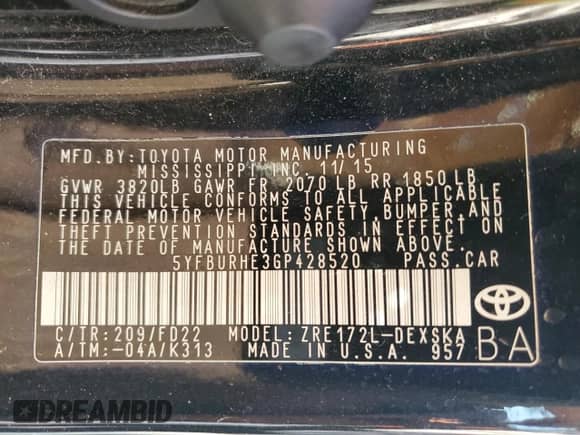 MFD.BY:TOYOTA MOTOR MANUFACTURING
MISSISSIPPI, INC. 11/15
GVWR 3820LB GAWR FR 2070 LB RR 1850 LB
THIS VEHICLE CONFORMS TO ALL APPLICABLE
FEDERAL MOTOR VEHICLE SAFETY, BUMPER, AND
THEFT PREVENTION STANDARDS IN EFFECT ON
THE DATE OF MANUFACTURE SHOWN ABOVE.
5YFBURHE3GP428520 PASS.CAR
C/TR:209/FD22 MODEL:ZRE172L-DEXSKA
A/TM:-04A/K313 MADE IN U.S.A. 957
BA
DREAMBID